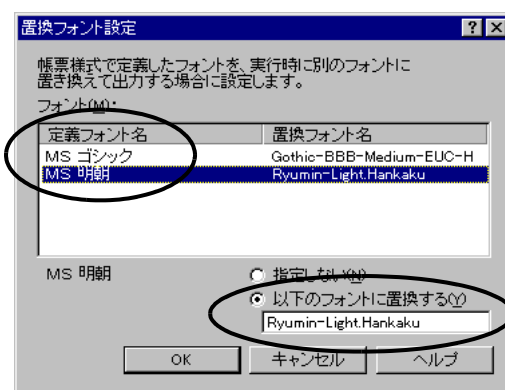 置換フォント設定
帳票様式で定義したフォントを、実行時に別のフォントに
置き換えて出力する場合に設定します。
フォント(M):
定義フォント名 置換フォント名
MS ゴシック Gothic-BBB-Medium-EUC-H
MS 明朝 Ryumin-Light.Hankaku
MS 明朝 指定しない(N)
以下のフォントに置換する(Y)
Ryumin-Light.Hankaku
OK キャンセル ヘルプ